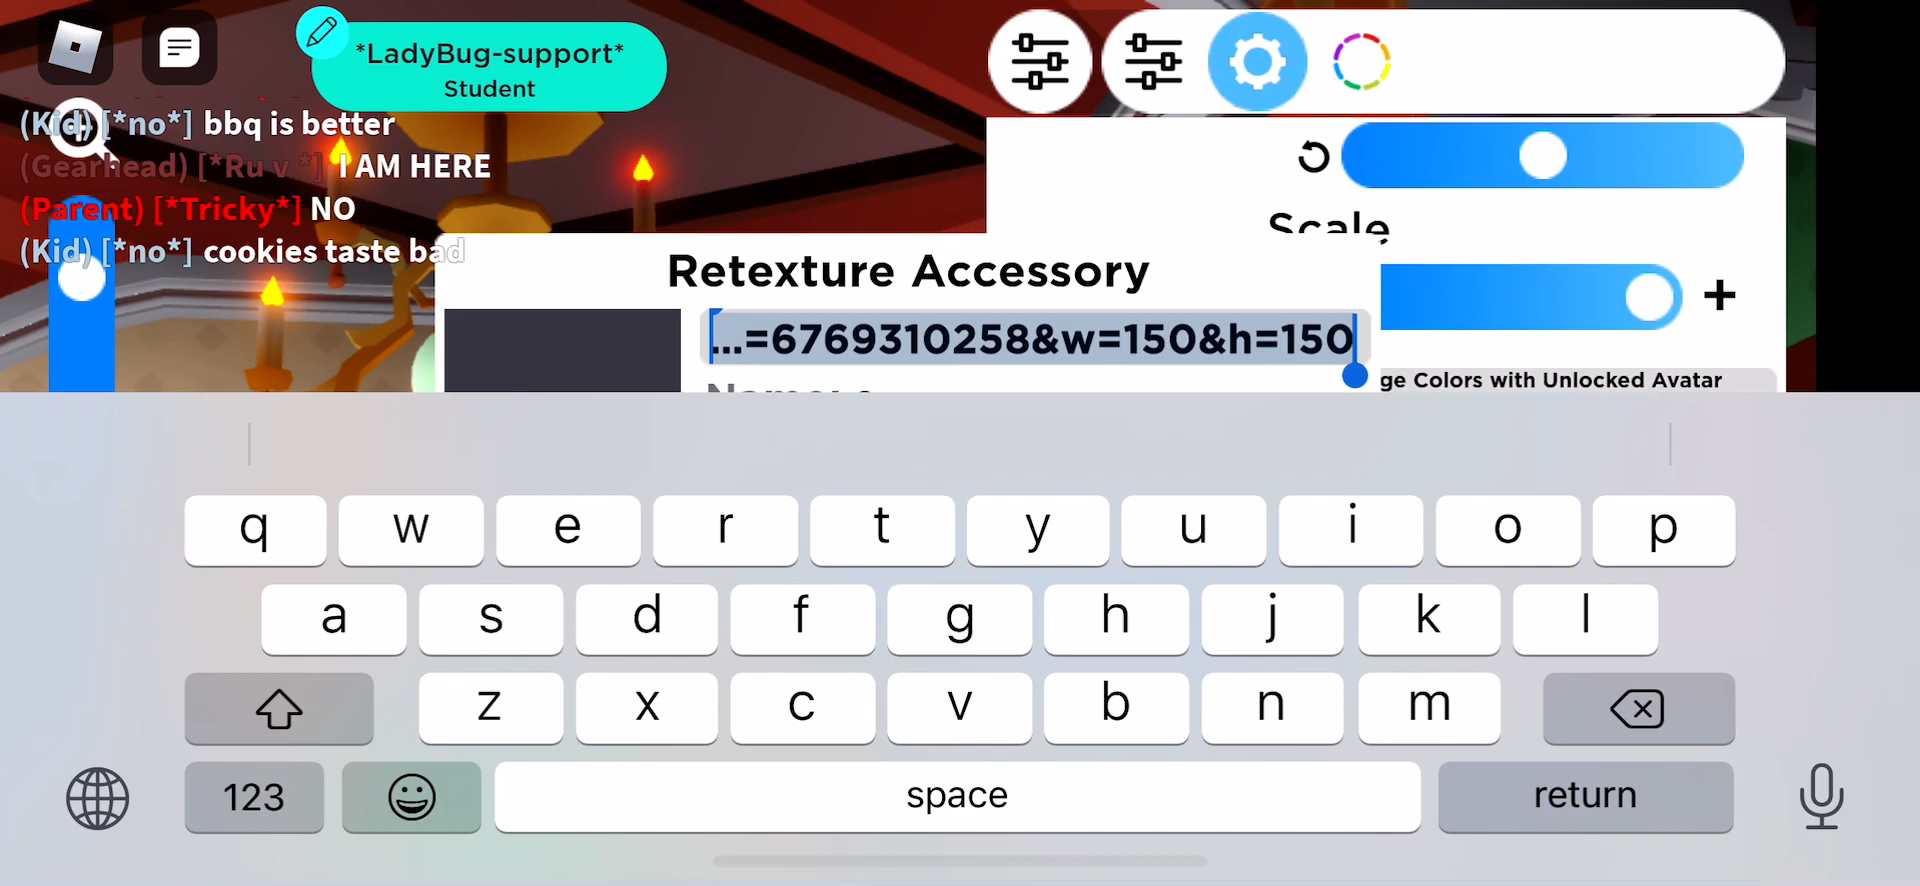 *LadyBug-support*
Student
(Kid) [*no*] bbq is better
(Gearhead) [*Ru v *] I AM HERE
(Parent) [*Tricky*] NO
(Kid) [*no*] cookies taste bad
Scale
Retexture Accessory
...=6769310258&w=150&h=150
ge Colors with Unlocked Avatar
q w e r t y u i o p
a s d f g h j k l
z x c v b n m
123 space return